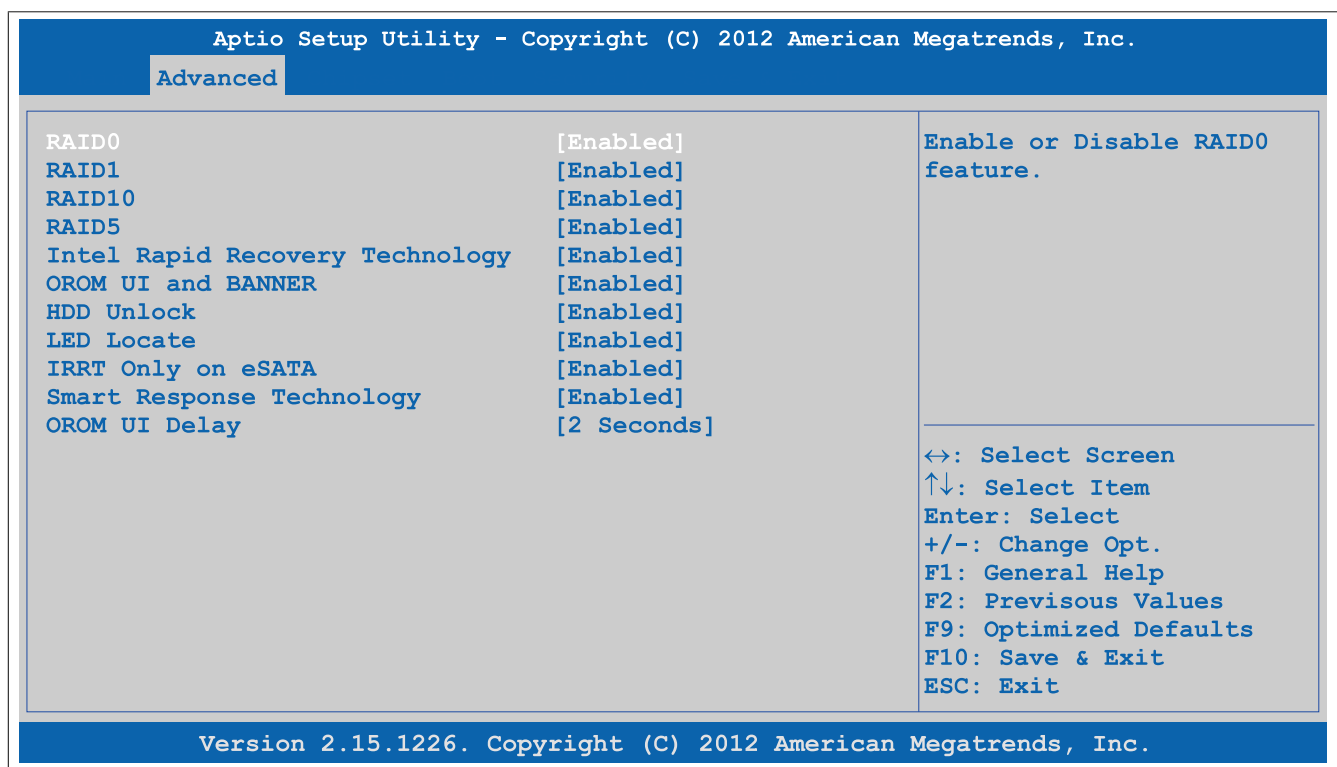 Aptio Setup Utility - Copyright (C) 2012 American Megatrends, Inc.
Advanced
RAID0 [Enabled]
RAID1 [Enabled]
RAID10 [Enabled]
RAID5 [Enabled]
Intel Rapid Recovery Technology [Enabled]
OROM UI and BANNER [Enabled]
HDD Unlock [Enabled]
LED Locate [Enabled]
IRRT Only on eSATA [Enabled]
Smart Response Technology [Enabled]
OROM UI Delay [2 Seconds]
Enable or Disable RAID0
feature.
↔: Select Screen
↑↓: Select Item
Enter: Select
+/-: Change Opt.
F1: General Help
F2: Previsous Values
F9: Optimized Defaults
F10: Save & Exit
ESC: Exit
Version 2.15.1226. Copyright (C) 2012 American Megatrends, Inc.